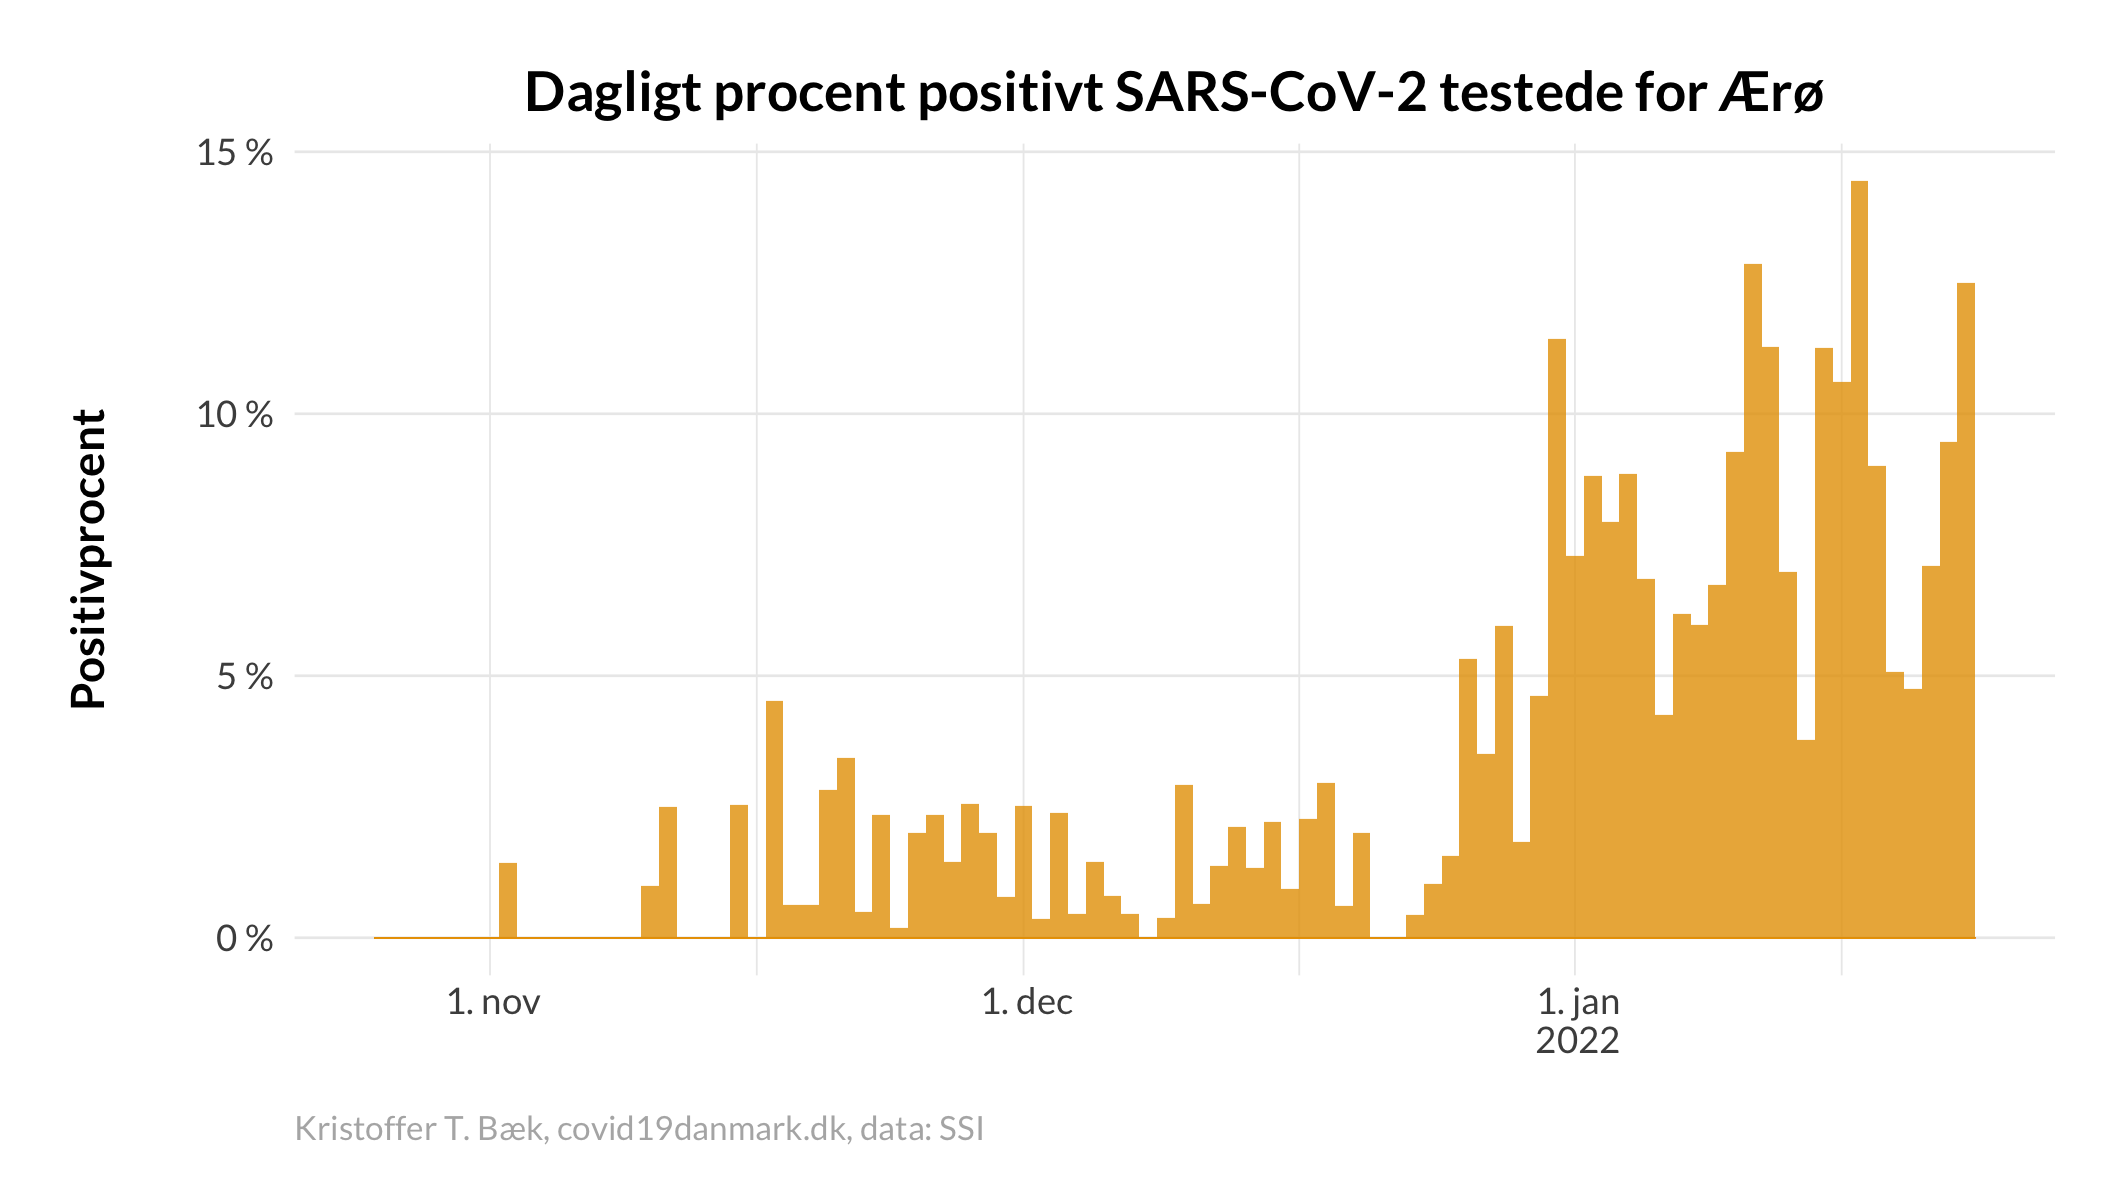 Dagligt procent positivt SARS-CoV-2 testede for Ærø
Positivprocent
15 %
10 %
5 %
0 %
1. nov
1. dec
1. jan
2022
Kristoffer T. Bæk, covid19danmark.dk, data: SSI